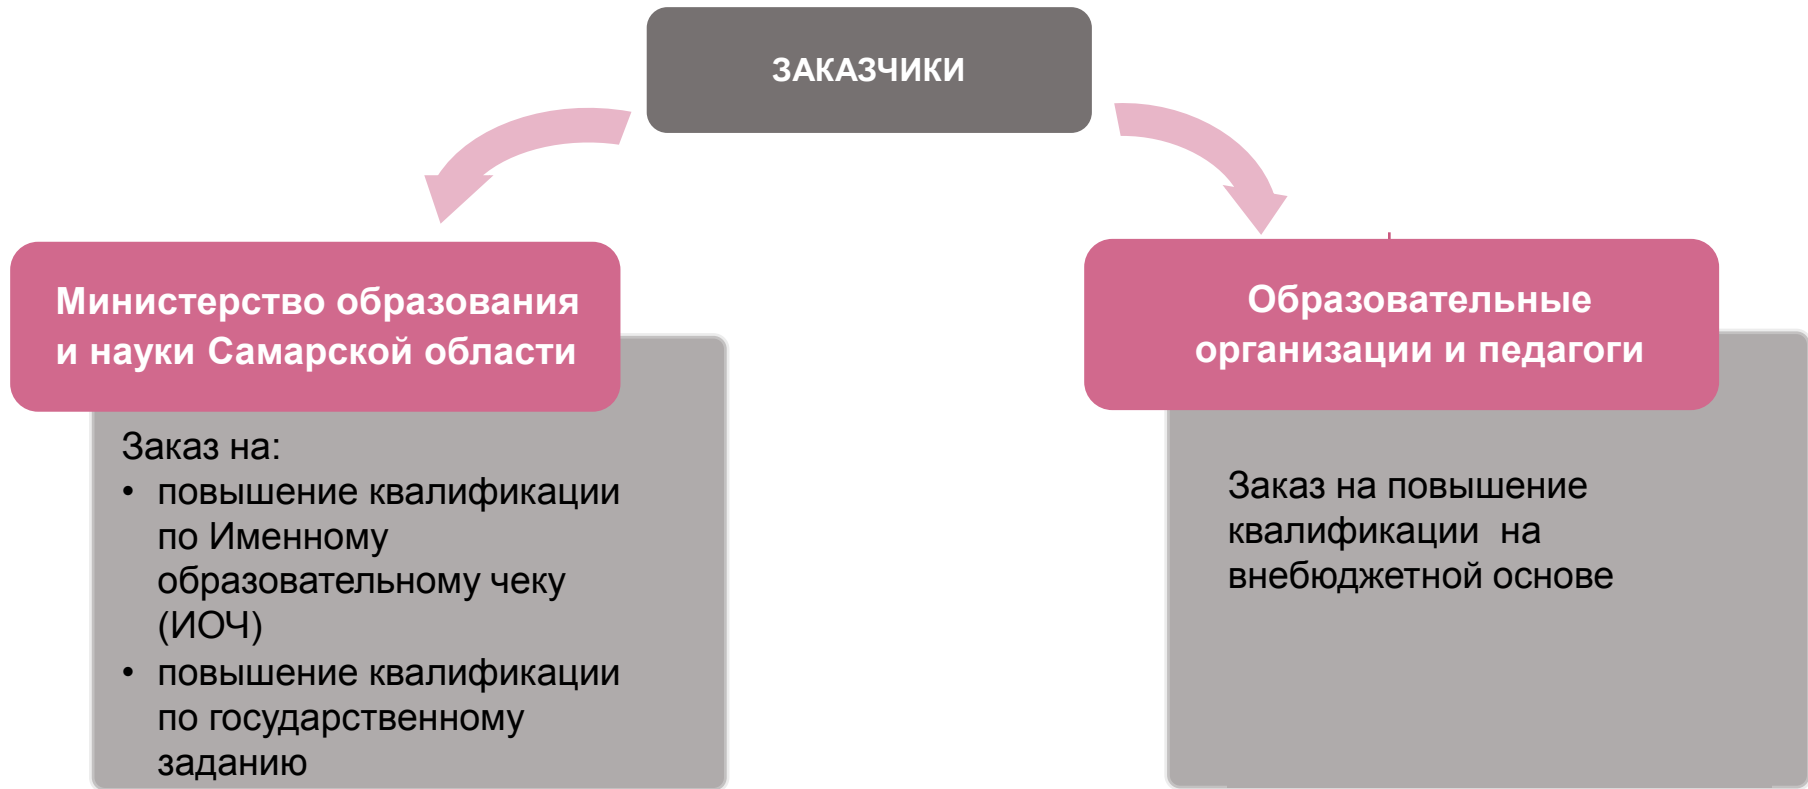 ЗАКАЗЧИКИ
Министерство образования
и науки Самарской области
Заказ на:
• повышение квалификации
по Именному
образовательному чеку
(ИОЧ)
• повышение квалификации
по государственному
заданию
Образовательные
организации и педагоги
Заказ на повышение
квалификации на
внебюджетной основе